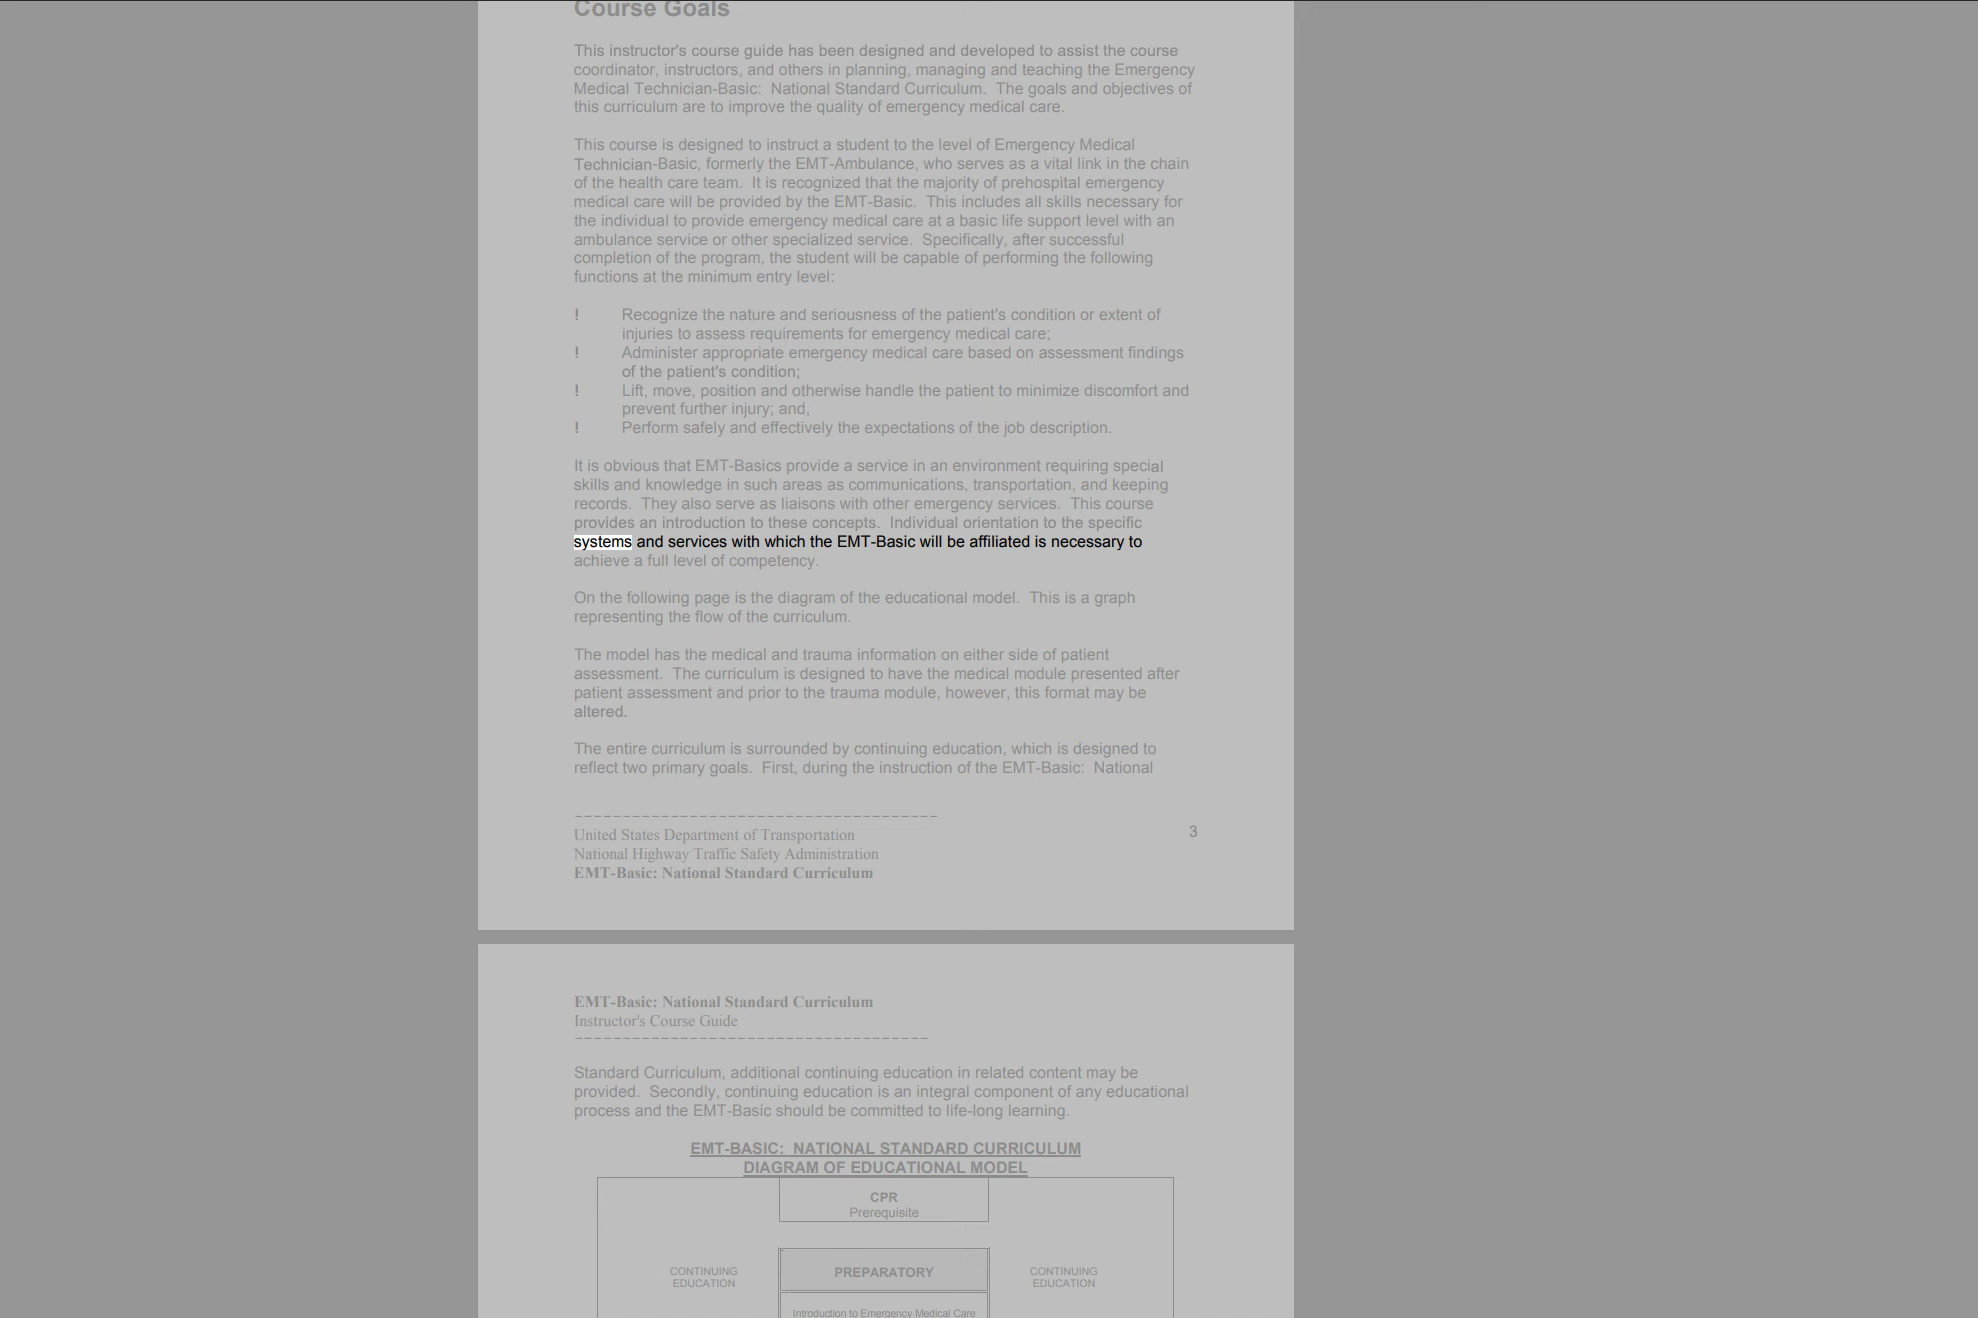 Course Goals
This instructor's course guide has been designed and developed to assist the course
coordinator, instructors, and others in planning, managing and teaching the Emergency
Medical Technician-Basic:  National Standard Curriculum.  The goals and objectives of
this curriculum are to improve the quality of emergency medical care.
This course is designed to instruct a student to the level of Emergency Medical
Technician-Basic, formerly the EMT-Ambulance, who serves as a vital link in the chain
of the health care team.  It is recognized that the majority of prehospital emergency
medical care will be provided by the EMT-Basic.  This includes all skills necessary for
the individual to provide emergency medical care at a basic life support level with an
ambulance service or other specialized service.  Specifically, after successful
completion of the program, the student will be capable of performing the following
functions at the minimum entry level:
! Recognize the nature and seriousness of the patient's condition or extent of
injuries to assess requirements for emergency medical care;
! Administer appropriate emergency medical care based on assessment findings
of the patient's condition;
! Lift, move, position and otherwise handle the patient to minimize discomfort and
prevent further injury; and,
! Perform safely and effectively the expectations of the job description.
It is obvious that EMT-Basics provide a service in an environment requiring special
skills and knowledge in such areas as communications, transportation, and keeping
records.  They also serve as liaisons with other emergency services.  This course
provides an introduction to these concepts.  Individual orientation to the specific
systems and services with which the EMT-Basic will be affiliated is necessary to
achieve a full level of competency.
On the following page is the diagram of the educational model.  This is a graph
representing the flow of the curriculum.
The model has the medical and trauma information on either side of patient
assessment.  The curriculum is designed to have the medical module presented after
patient assessment and prior to the trauma module, however, this format may be
altered.
The entire curriculum is surrounded by continuing education, which is designed to
reflect two primary goals.  First, during the instruction of the EMT-Basic:  National
United States Department of Transportation
3
National Highway Traffic Safety Administration
EMT-Basic: National Standard Curriculum
EMT-Basic: National Standard Curriculum
Instructor's Course Guide
Standard Curriculum, additional continuing education in related content may be
provided.  Secondly, continuing education is an integral component of any educational
process and the EMT-Basic should be committed to life-long learning.
EMT-BASIC:  NATIONAL STANDARD CURRICULUM
DIAGRAM OF EDUCATIONAL MODEL
CPR
Prerequisite
CONTINUING
EDUCATION
PREPARATORY
CONTINUING
EDUCATION
Introduction to Emergency Medical Care